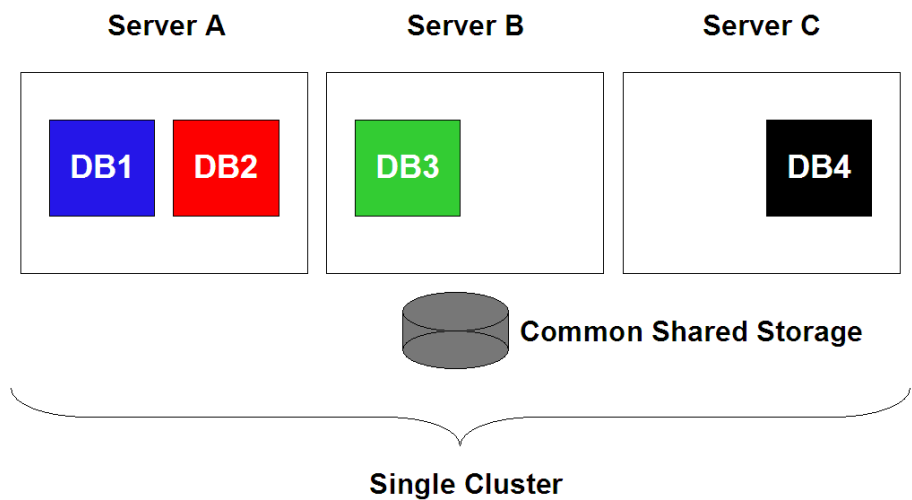 Server A
Server B
Server C
DB1
DB2
DB3
DB4
Common Shared Storage
Single Cluster